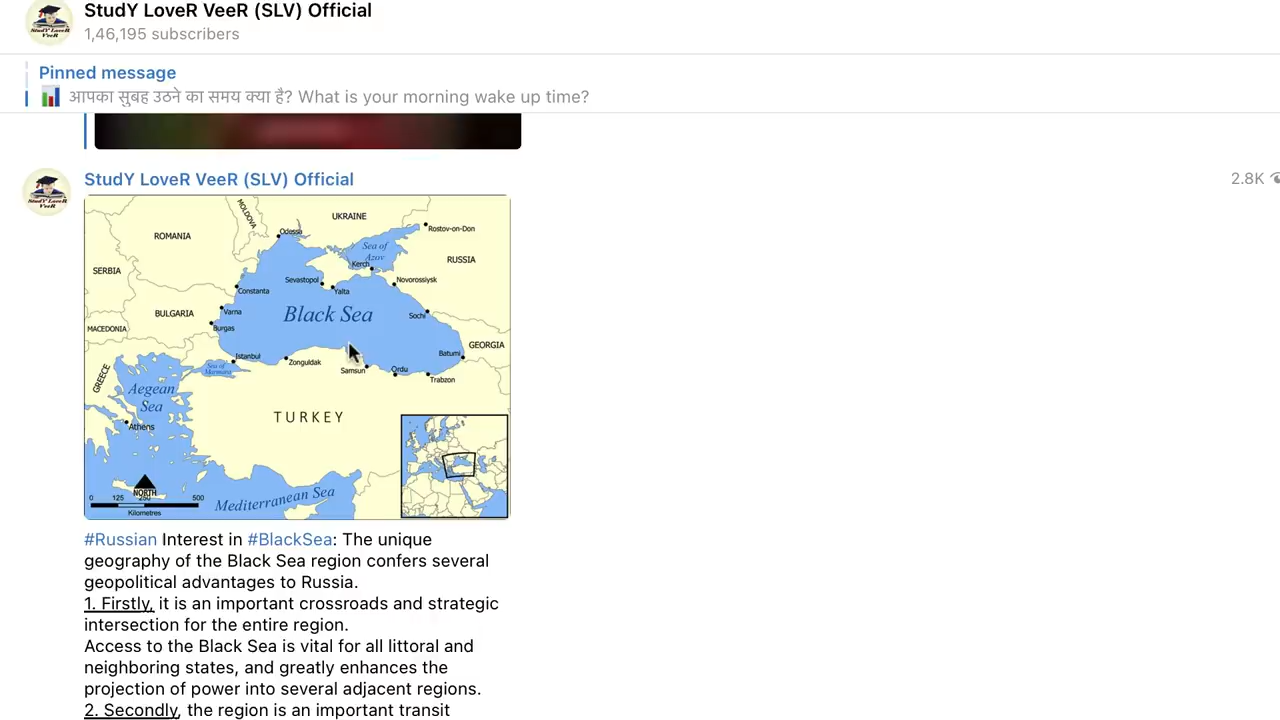 StudY LoveR VeeR (SLV) Official
1,46,195 subscribers
Pinned message
📊 आपका सुबह उठने का समय क्या है? What is your morning wake up time?
StudY LoveR VeeR (SLV) Official
2.8K
MOLDOVA
UKRAINE
Odessa
Rostov-on-Don
ROMANIA
Sea of
Azov
RUSSIA
SERBIA
Kerch
Sevastopol
Novorossiysk
Constanta
Yalta
Varna
BULGARIA
Black Sea
Sochi
MACEDONIA
Burgas
GEORGIA
Istanbul
Batumi
Zonguldak
Sea of
Marmara
Samsun
Ordu
Trabzon
GREECE
Aegean
Sea
TURKEY
Athens
NORTH
0 125 250 500
Kilometres
Mediterranean Sea
#Russian Interest in #BlackSea: The unique
geography of the Black Sea region confers several
geopolitical advantages to Russia.
1. Firstly, it is an important crossroads and strategic
intersection for the entire region.
Access to the Black Sea is vital for all littoral and
neighboring states, and greatly enhances the
projection of power into several adjacent regions.
2. Secondly, the region is an important transit